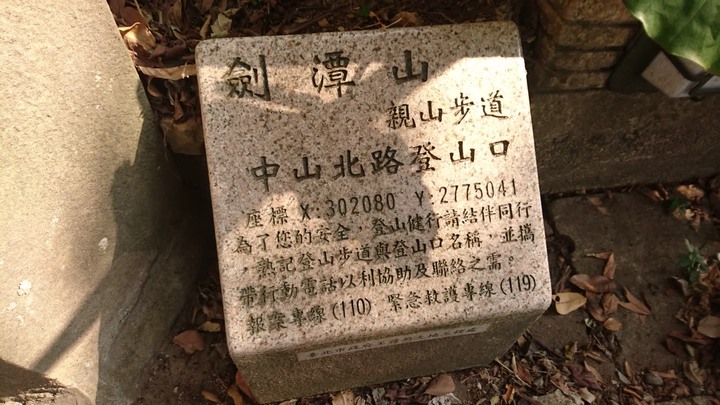 劍潭山
親山步道
中山北路登山口
座標 X:302080 Y:2775041
為了您的安全，登山健行請結伴同行
，熟記登山步道與登山口名稱，並攜
帶行動電話以利協助及聯絡之需。
報案專線(110) 緊急救護專線(119)